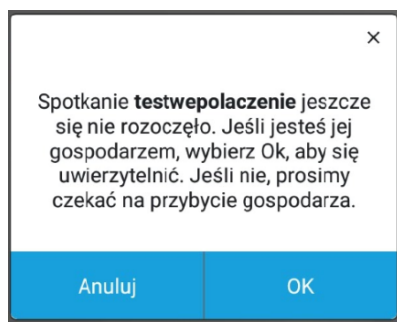 ×
Spotkanie testwepolaczenie jeszcze
się nie rozoczęło. Jeśli jesteś jej
gospodarzem, wybierz Ok, aby się
uwierzytelnić. Jeśli nie, prosimy
czekać na przybycie gospodarza.
Anuluj OK